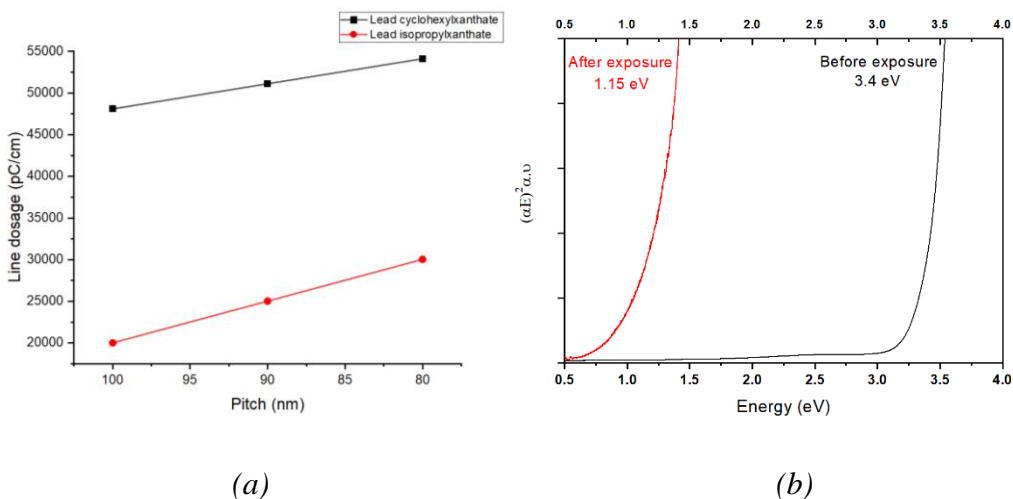 Lead cyclohexylxanthate
Lead isopropylxanthate
55000
50000
45000
40000
35000
30000
25000
20000
Line dosage (pC/cm)
100 95 90 85 80
Pitch (nm)
(a)
0.5 1.0 1.5 2.0 2.5 3.0 3.5 4.0
After exposure
1.15 eV
Before exposure
3.4 eV
(αE)²α.υ
0.5 1.0 1.5 2.0 2.5 3.0 3.5 4.0
Energy (eV)
(b)